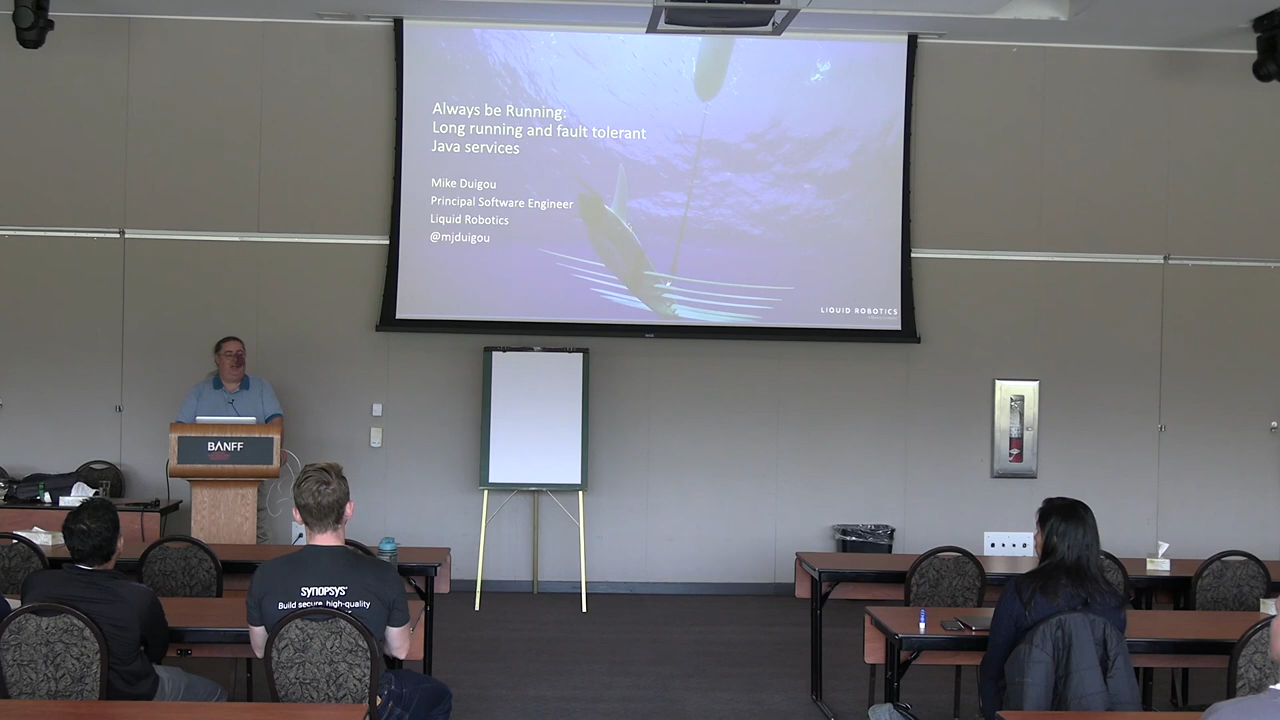 Always be Running:
Long running and fault tolerant
Java services
Mike Duigou
Principal Software Engineer
Liquid Robotics
@mjduigou
LIQUID ROBOTICS
BANFF
SYNOPSYS
Build secure, high-quality